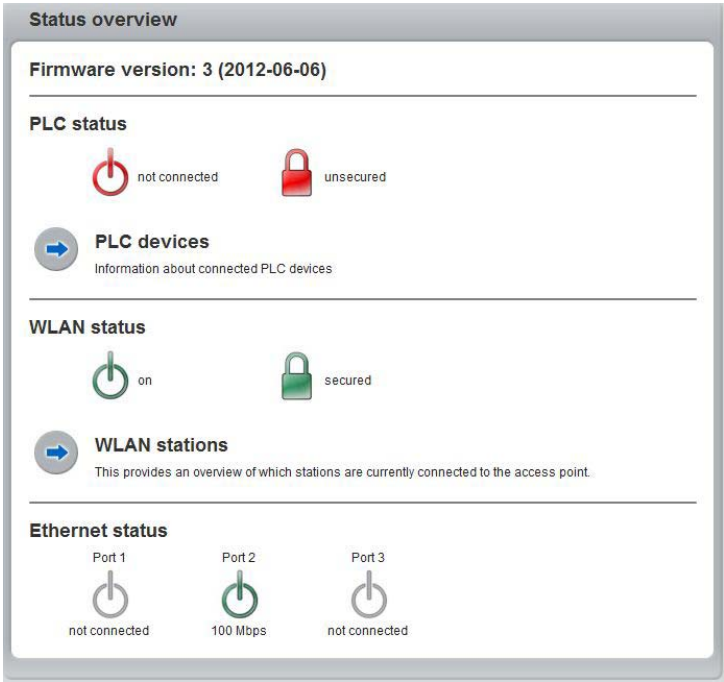 Status overview
Firmware version: 3 (2012-06-06)
PLC status
not connected unsecured
PLC devices
Information about connected PLC devices
WLAN status
on secured
WLAN stations
This provides an overview of which stations are currently connected to the access point.
Ethernet status
Port 1 Port 2 Port 3
not connected 100 Mbps not connected